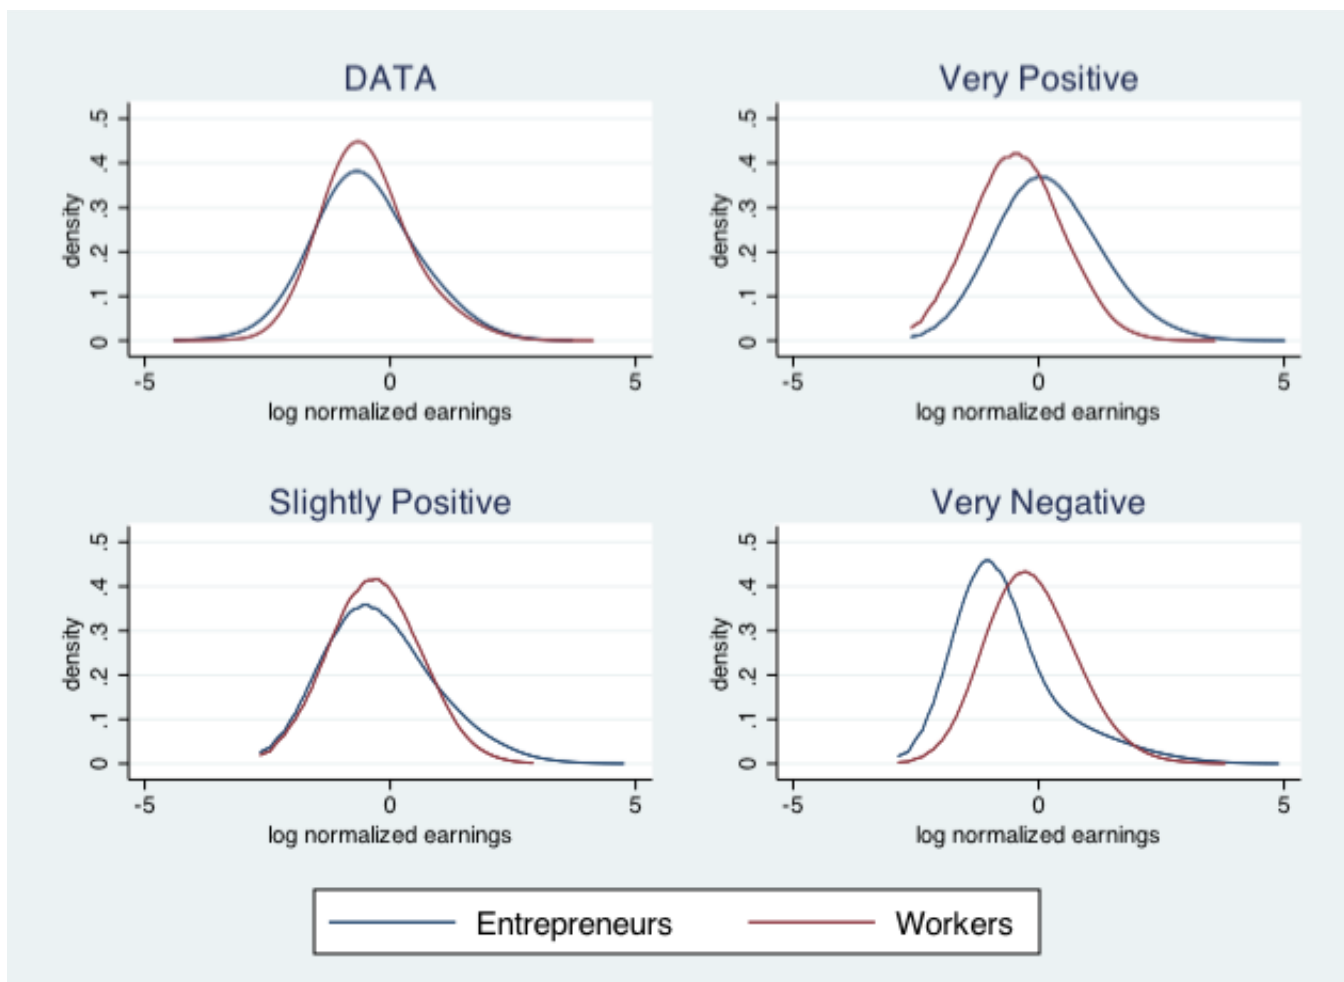 DATA
.5
.4
.3
.2
.1
0
density
-5 0 5
log normalized earnings
Very Positive
.5
.4
.3
.2
.1
0
density
-5 0 5
log normalized earnings
Slightly Positive
.5
.4
.3
.2
.1
0
density
-5 0 5
log normalized earnings
Very Negative
.5
.4
.3
.2
.1
0
density
-5 0 5
log normalized earnings
Entrepreneurs Workers